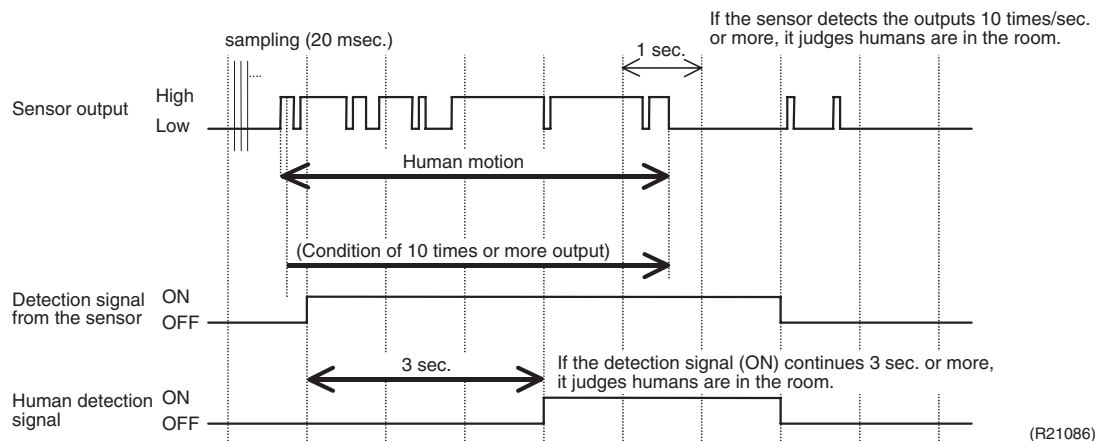 If the sensor detects the outputs 10 times/sec.
or more, it judges humans are in the room.
sampling (20 msec.)
1 sec.
....
Sensor output
High
Low
Human motion
(Condition of 10 times or more output)
Detection signal
from the sensor
ON
OFF
3 sec.
If the detection signal (ON) continues 3 sec. or more,
it judges humans are in the room.
Human detection
signal
ON
OFF
(R21086)